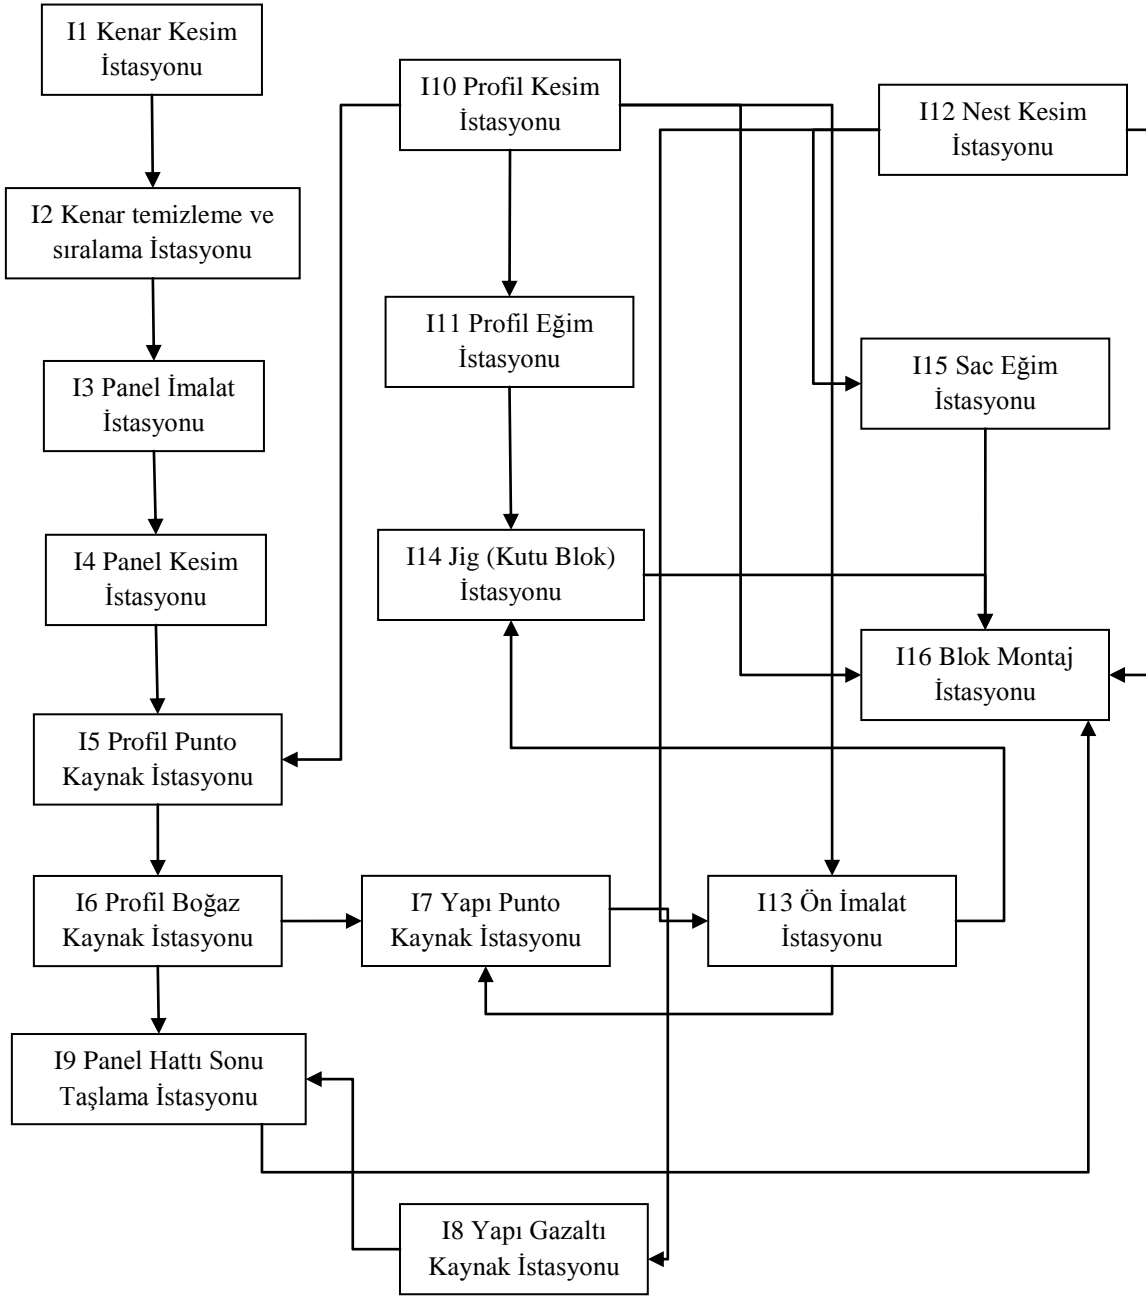 I1 Kenar Kesim
İstasyonu
I10 Profil Kesim
İstasyonu
I12 Nest Kesim
İstasyonu
I2 Kenar temizleme ve
sıralama İstasyonu
I11 Profil Eğim
İstasyonu
I15 Sac Eğim
İstasyonu
I3 Panel İmalat
İstasyonu
I4 Panel Kesim
İstasyonu
I14 Jig (Kutu Blok)
İstasyonu
I16 Blok Montaj
İstasyonu
I5 Profil Punto
Kaynak İstasyonu
I6 Profil Boğaz
Kaynak İstasyonu
I7 Yapı Punto
Kaynak İstasyonu
I13 Ön İmalat
İstasyonu
I9 Panel Hattı Sonu
Taşlama İstasyonu
I8 Yapı Gazaltı
Kaynak İstasyonu